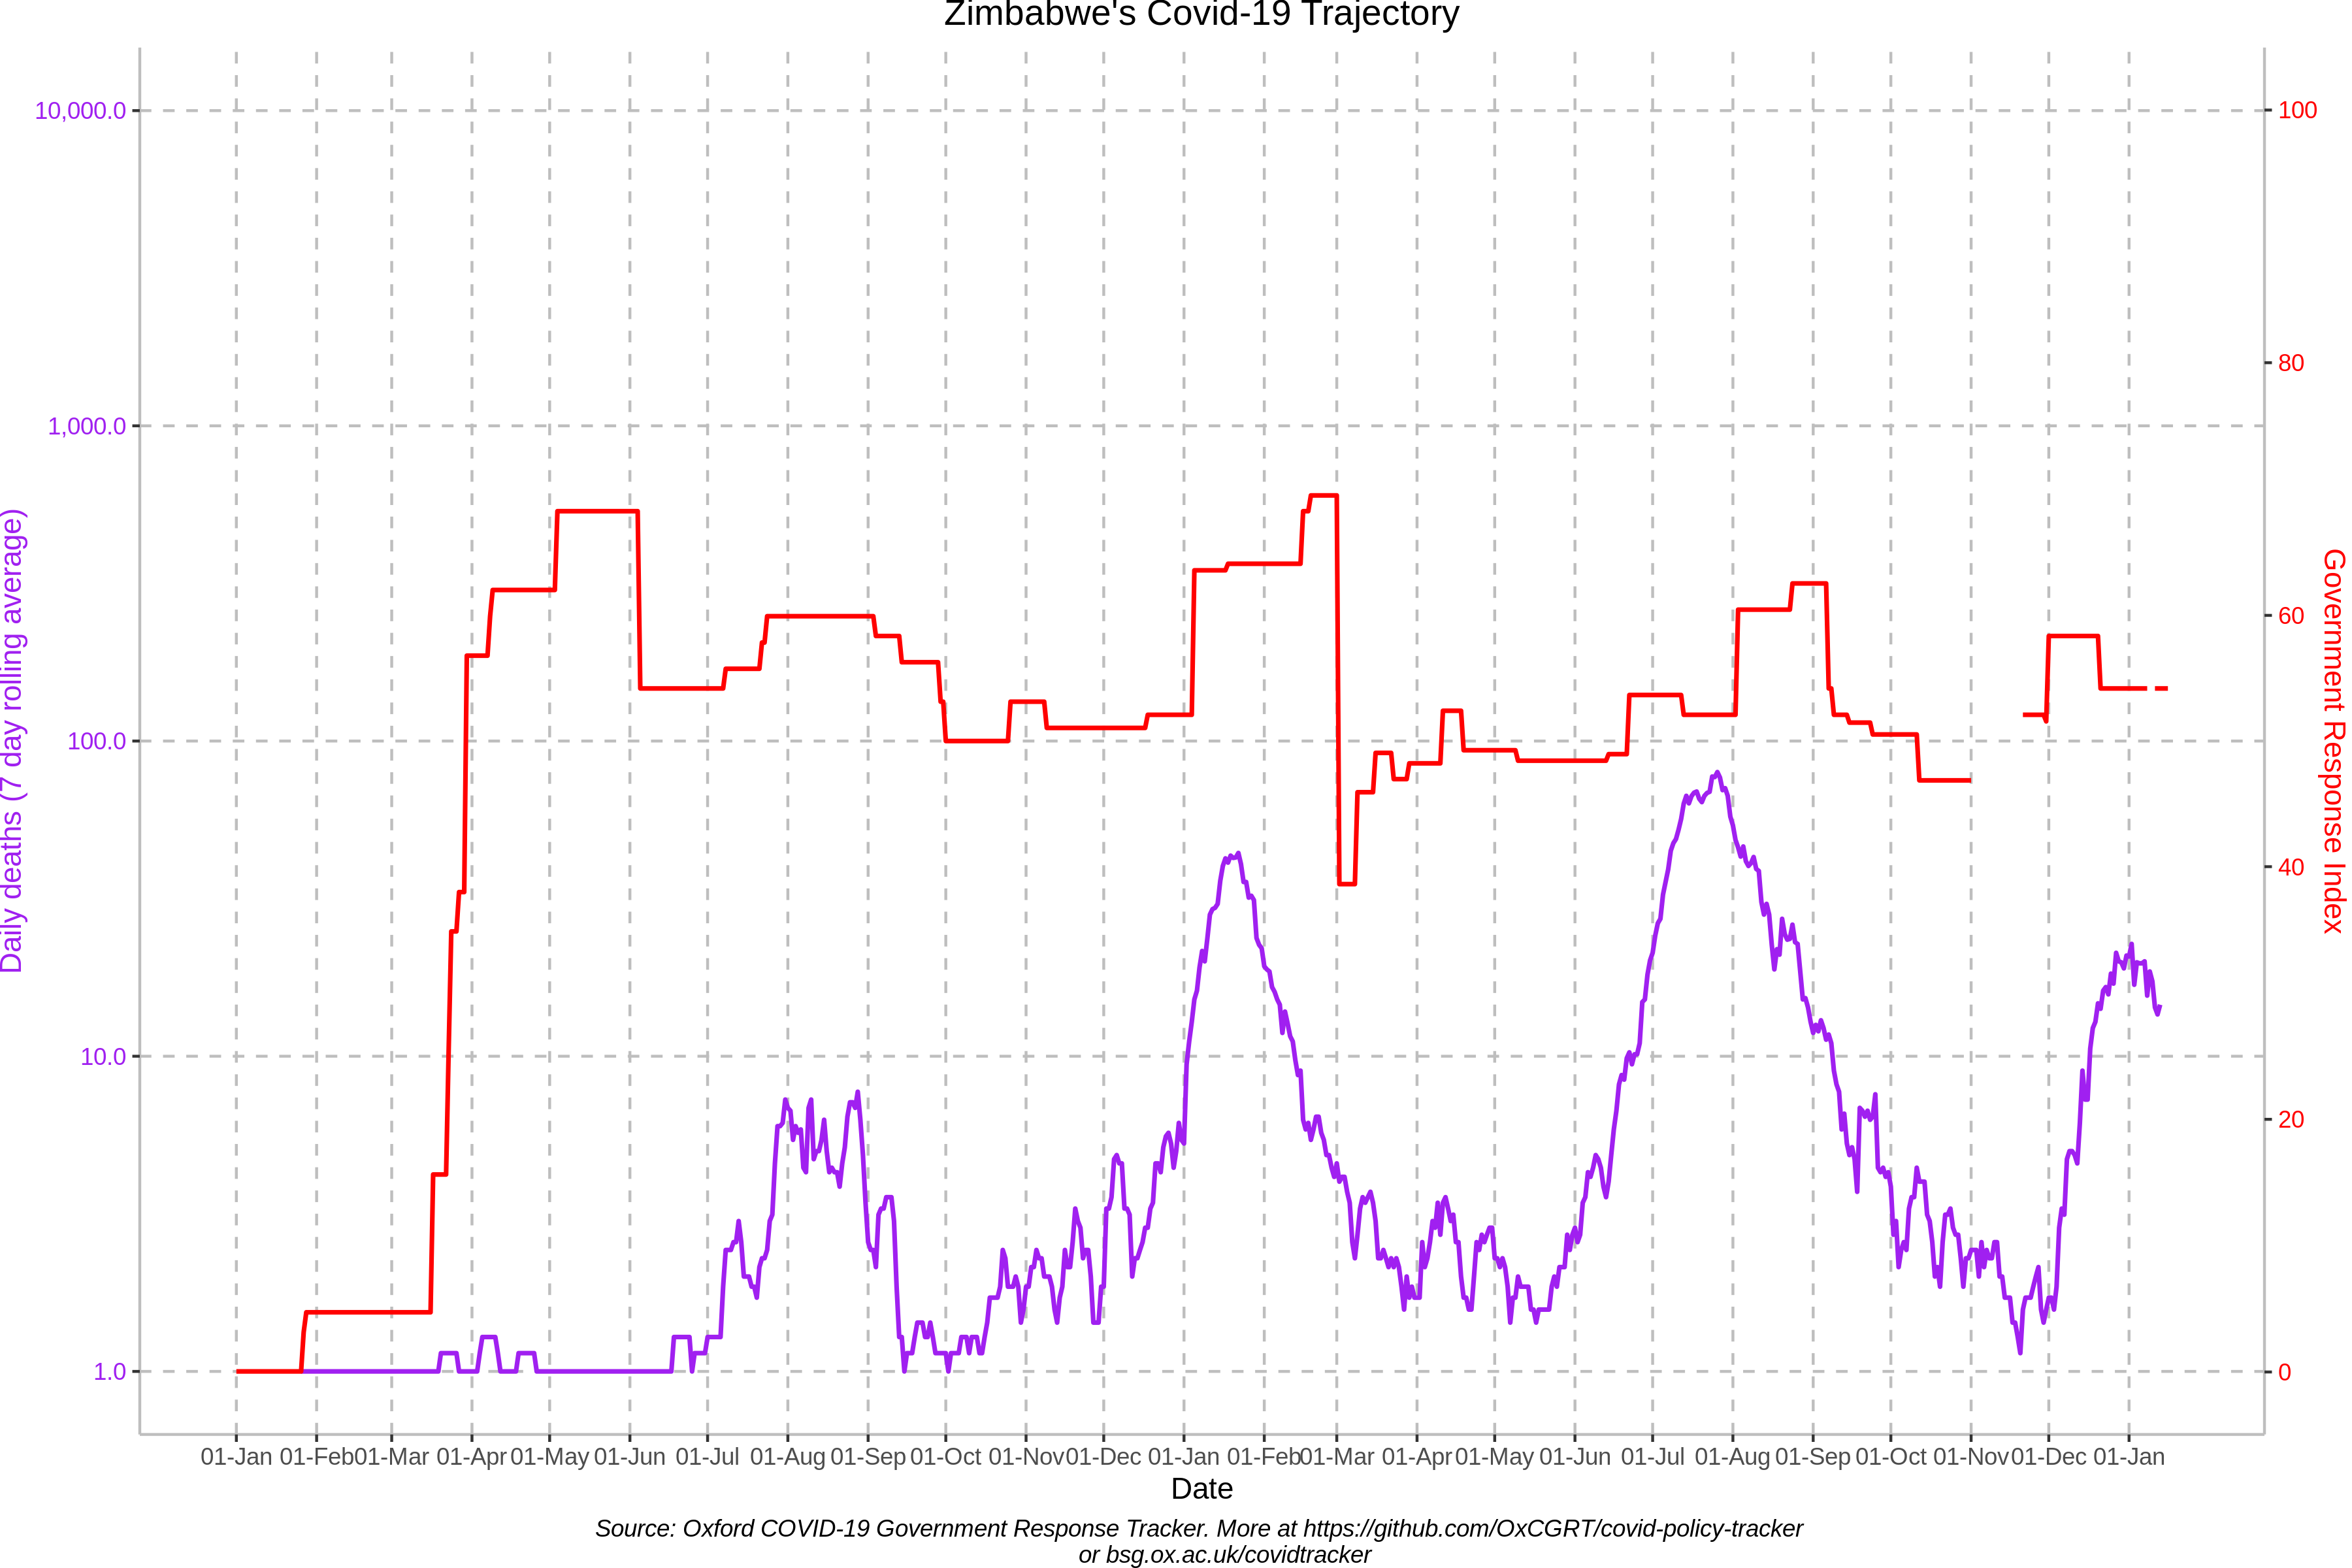 Zimbabwe's Covid-19 Trajectory
10,000.0
1,000.0
100.0
10.0
1.0
Daily deaths (7 day rolling average)
100
80
60
40
20
0
Government Response Index
01-Jan 01-Feb 01-Mar 01-Apr 01-May 01-Jun 01-Jul 01-Aug 01-Sep 01-Oct 01-Nov 01-Dec 01-Jan 01-Feb 01-Mar 01-Apr 01-May 01-Jun 01-Jul 01-Aug 01-Sep 01-Oct 01-Nov 01-Dec 01-Jan
Date
Source: Oxford COVID-19 Government Response Tracker. More at https://github.com/OxCGRT/covid-policy-tracker
or bsg.ox.ac.uk/covidtracker